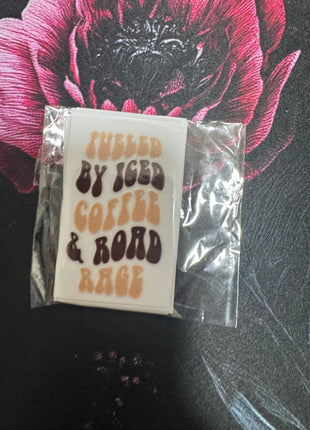 FUELED
BY ICED
COFFEE
& ROAD
RAGE